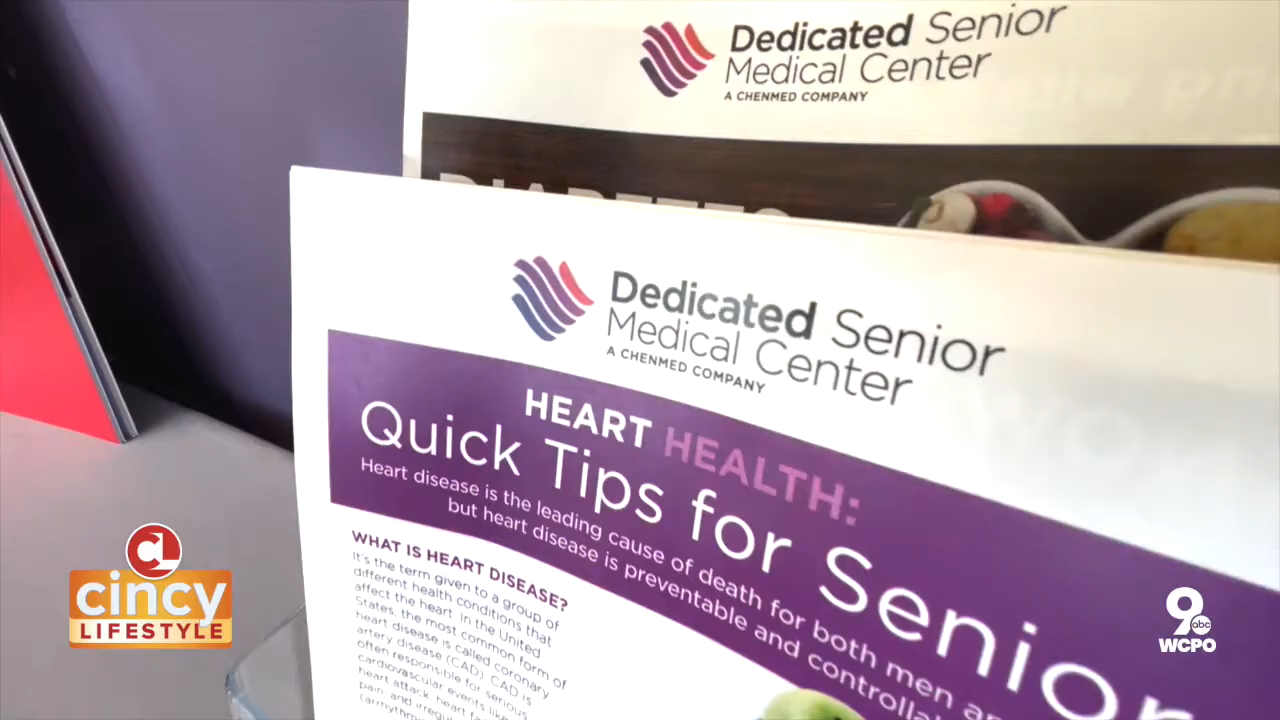 Dedicated Senior
Medical Center
A CHENMED COMPANY
DIABETES
Dedicated Senior
Medical Center
A CHENMED COMPANY
HEART HEALTH:
Quick Tips for Senior
Heart disease is the leading cause of death for both men
but heart disease is preventable and
WHAT IS HEART DISEASE?
It's the term given to a group of
different health conditions that
affect the heart. In the United
States, the most common form of
heart disease is called coronary
artery disease (CAD). CAD is
often responsible for serious
cardiovascular events like
heart attack, heart
pain and
CL
cincy
LIFESTYLE
9
abc
WCPO